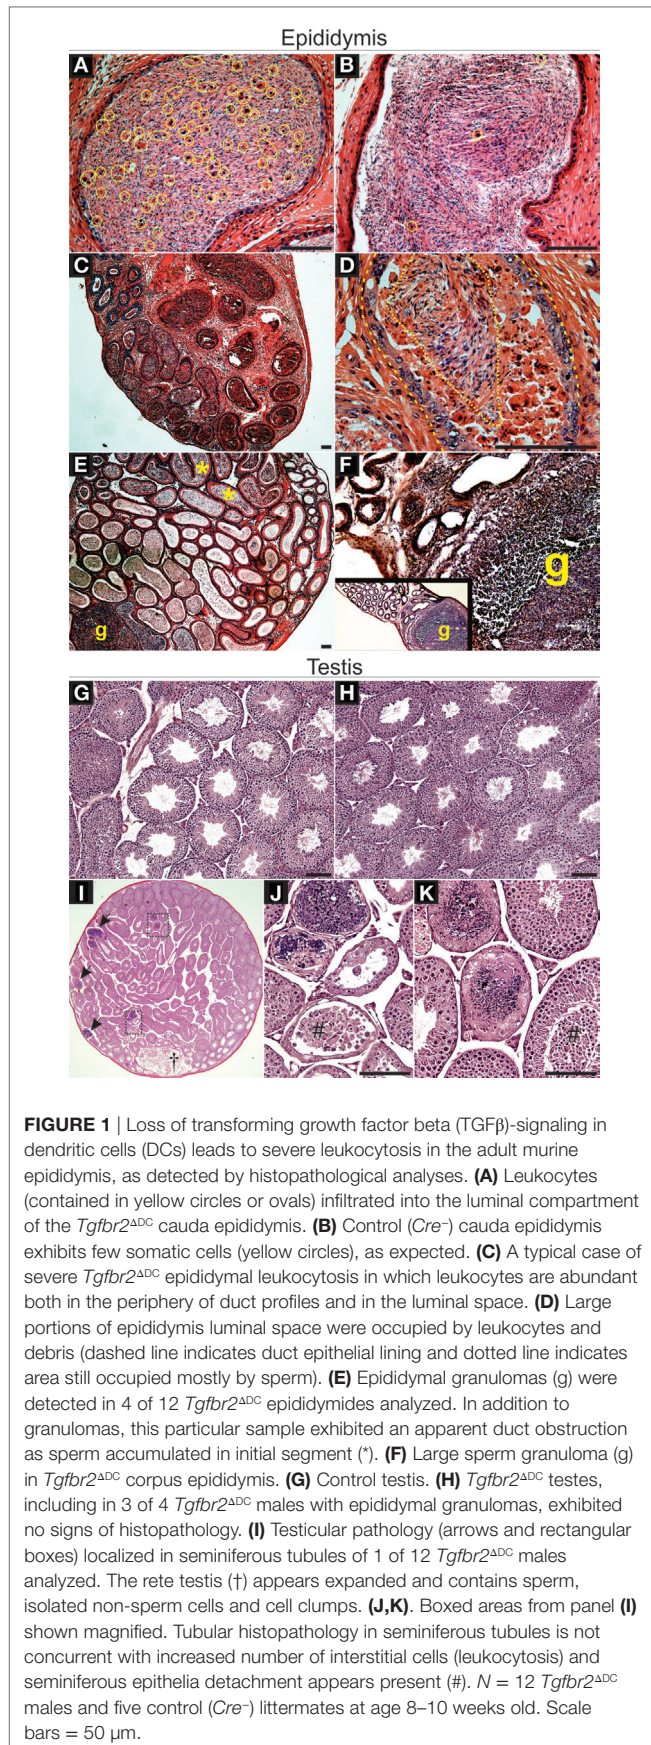 Epididymis
A
B
C
D
E
*
*
g
F
g
g
Testis
G
H
I
†
J
#
K
#
FIGURE 1 | Loss of transforming growth factor beta (TGFβ)-signaling in
dendritic cells (DCs) leads to severe leukocytosis in the adult murine
epididymis, as detected by histopathological analyses. (A) Leukocytes
(contained in yellow circles or ovals) infiltrated into the luminal compartment
of the Tgfbr2ΔDC cauda epididymis. (B) Control (Cre−) cauda epididymis
exhibits few somatic cells (yellow circles), as expected. (C) A typical case of
severe Tgfbr2ΔDC epididymal leukocytosis in which leukocytes are abundant
both in the periphery of duct profiles and in the luminal space. (D) Large
portions of epididymis luminal space were occupied by leukocytes and
debris (dashed line indicates duct epithelial lining and dotted line indicates
area still occupied mostly by sperm). (E) Epididymal granulomas (g) were
detected in 4 of 12 Tgfbr2ΔDC epididymides analyzed. In addition to
granulomas, this particular sample exhibited an apparent duct obstruction
as sperm accumulated in initial segment (*). (F) Large sperm granuloma (g)
in Tgfbr2ΔDC corpus epididymis. (G) Control testis. (H) Tgfbr2ΔDC testes,
including in 3 of 4 Tgfbr2ΔDC males with epididymal granulomas, exhibited
no signs of histopathology. (I) Testicular pathology (arrows and rectangular
boxes) localized in seminiferous tubules of 1 of 12 Tgfbr2ΔDC males
analyzed. The rete testis (†) appears expanded and contains sperm,
isolated non-sperm cells and cell clumps. (J,K). Boxed areas from panel (I)
shown magnified. Tubular histopathology in seminiferous tubules is not
concurrent with increased number of interstitial cells (leukocytosis) and
seminiferous epithelia detachment appears present (#). N = 12 Tgfbr2ΔDC
males and five control (Cre−) littermates at age 8–10 weeks old. Scale
bars = 50 μm.